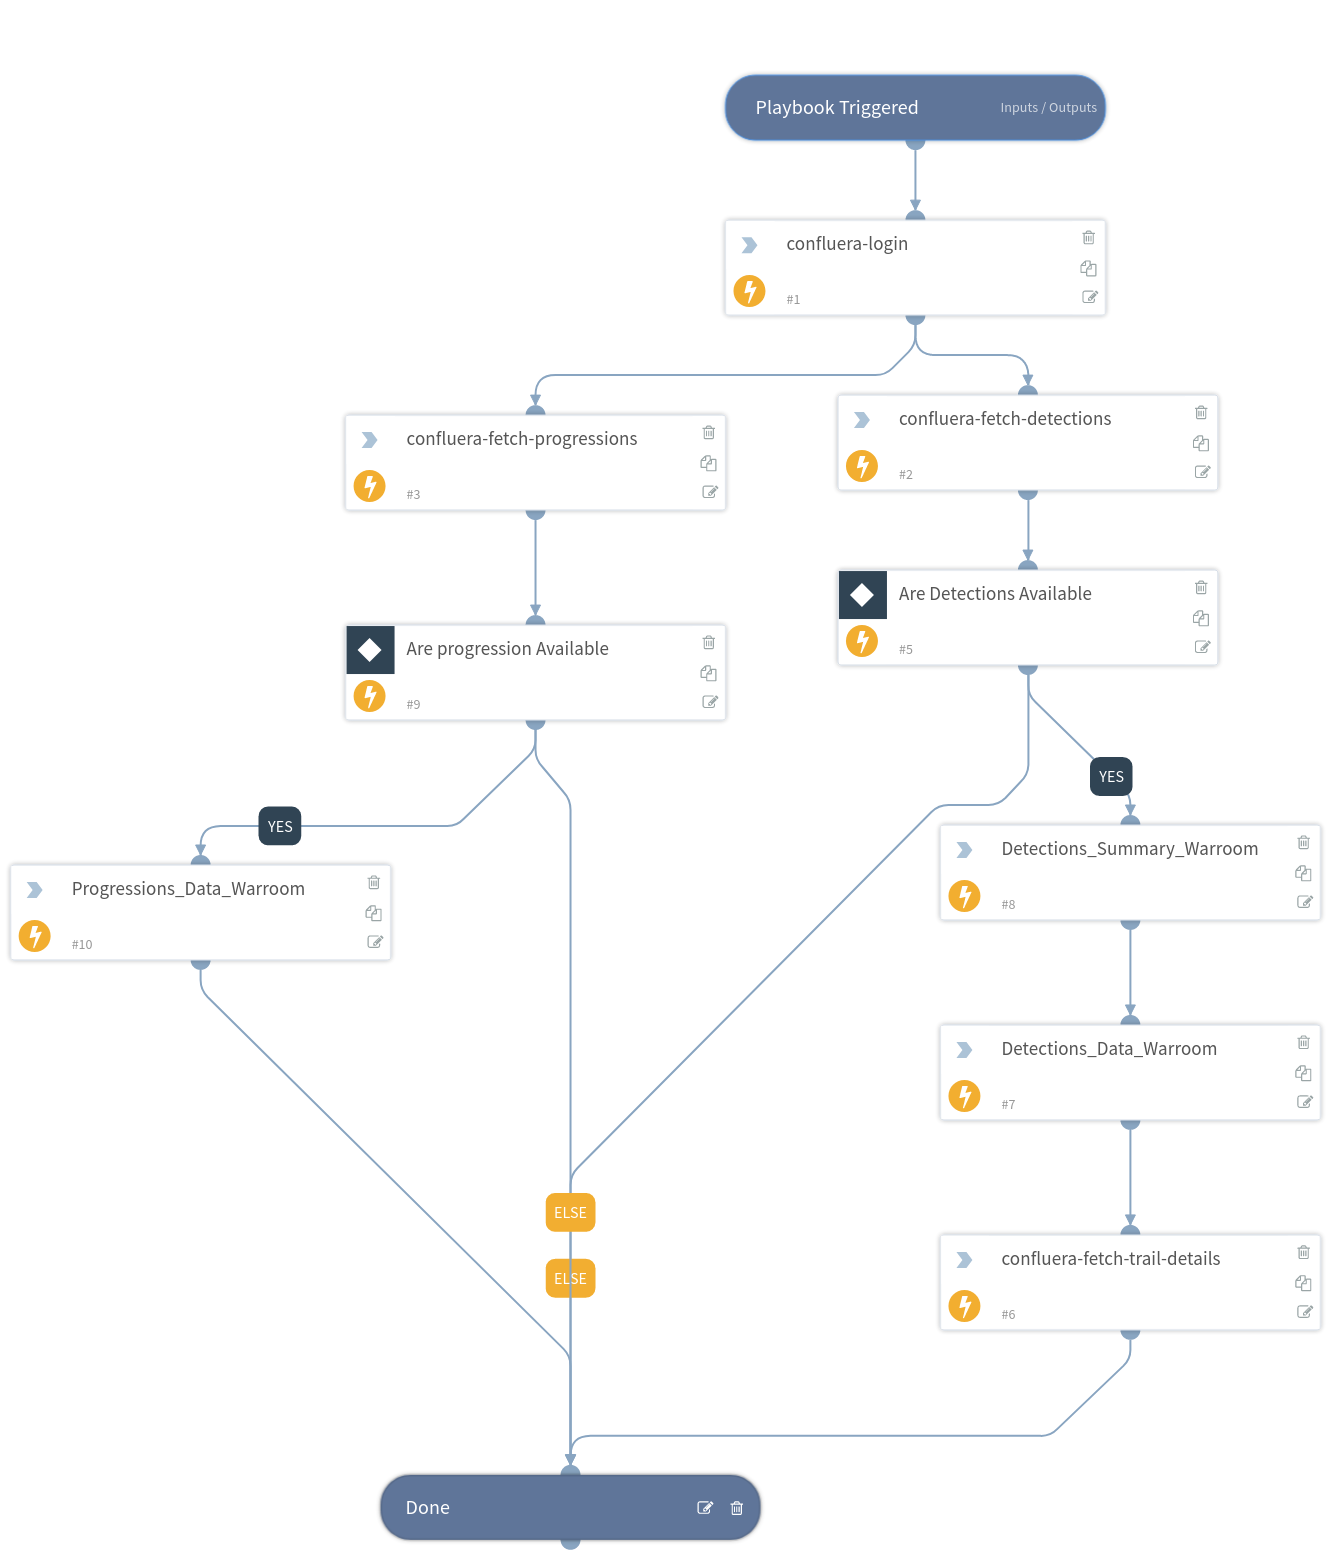 Playbook Triggered
Inputs / Outputs
confluera-login
#1
confluera-fetch-progressions
#3
confluera-fetch-detections
#2
Are Detections Available
#5
Are progression Available
#9
YES
YES
Detections_Summary_Warroom
#8
Progressions_Data_Warroom
#10
Detections_Data_Warroom
#7
ELSE
ELSE
confluera-fetch-trail-details
#6
Done